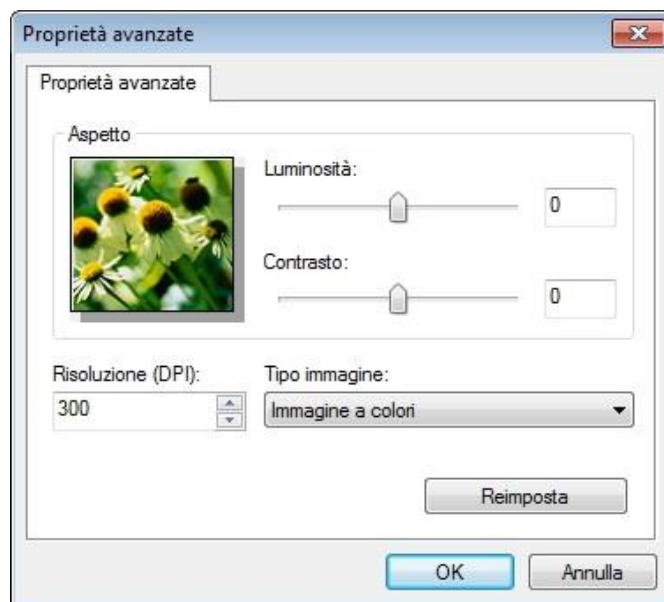 Proprietà avanzate
Proprietà avanzate
Aspetto
Luminosità:
0
Contrasto:
0
Risoluzione (DPI):
Tipo immagine:
300
Immagine a colori
Reimposta
OK
Annulla